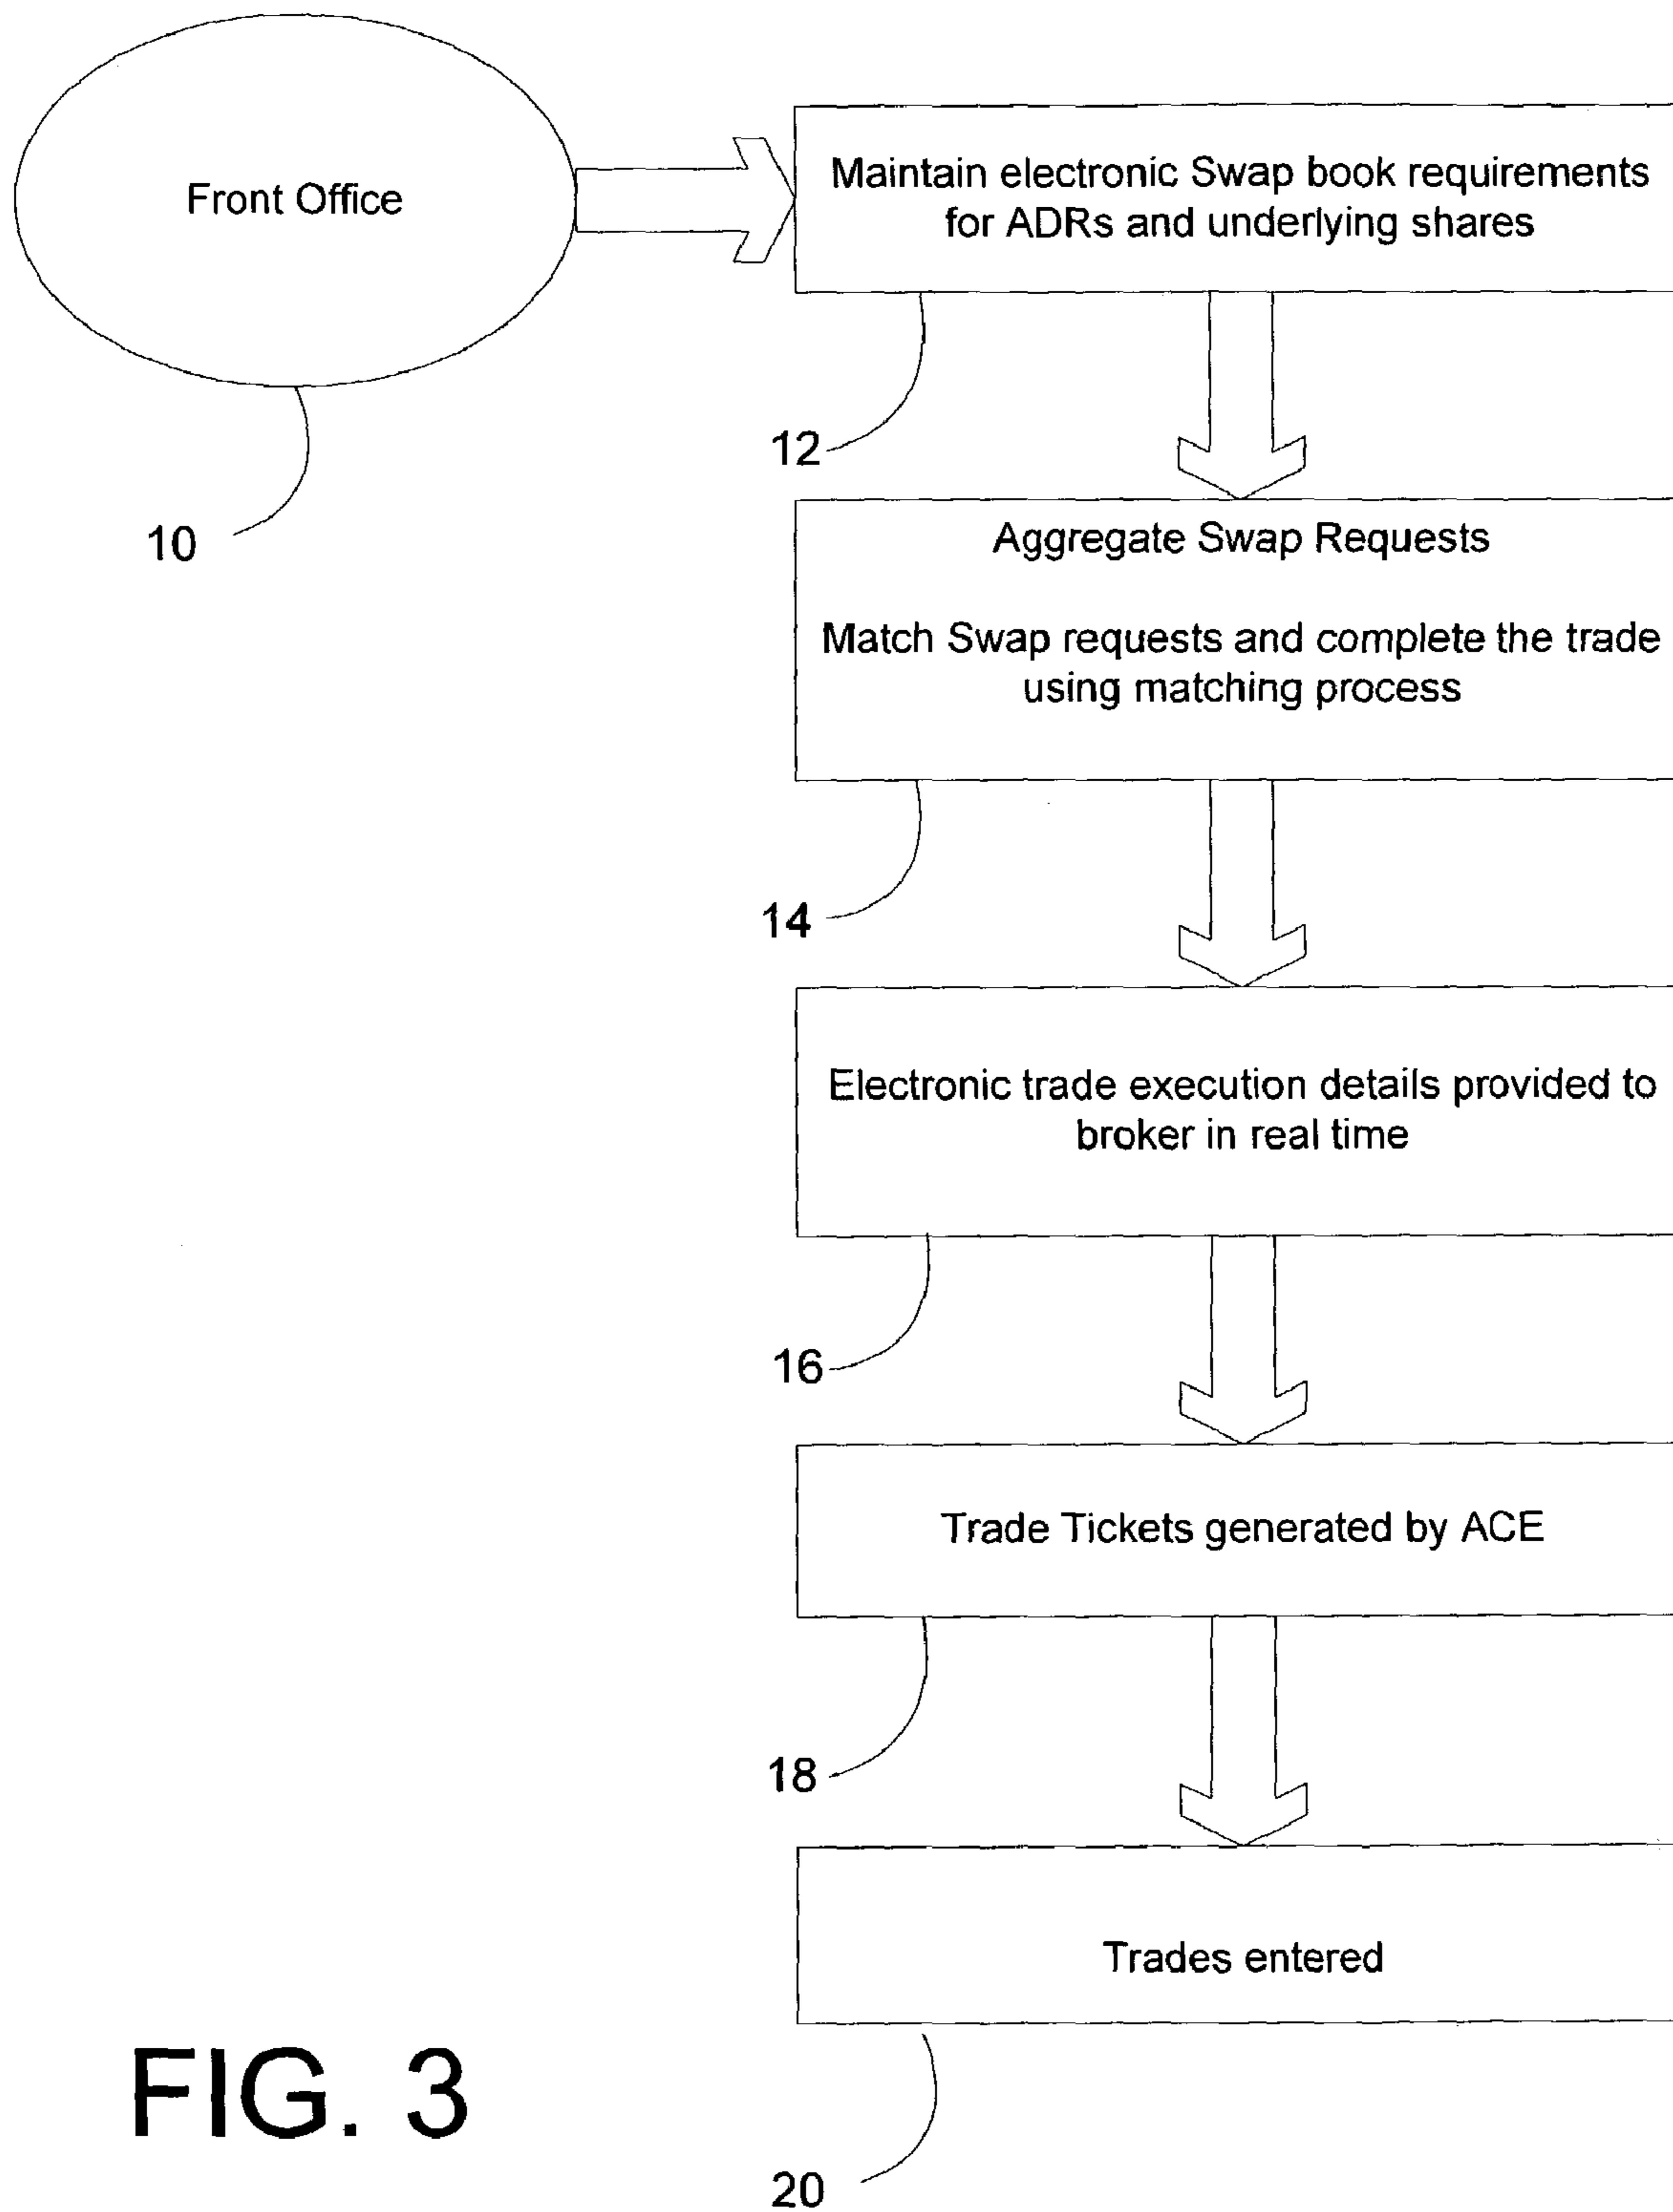 Front Office
Maintain electronic Swap book requirements
for ADRs and underlying shares
12
10
Aggregate Swap Requests
Match Swap requests and complete the trade
using matching process
14
Electronic trade execution details provided to
broker in real time
16
Trade Tickets generated by ACE
18
Trades entered
FIG. 3
20